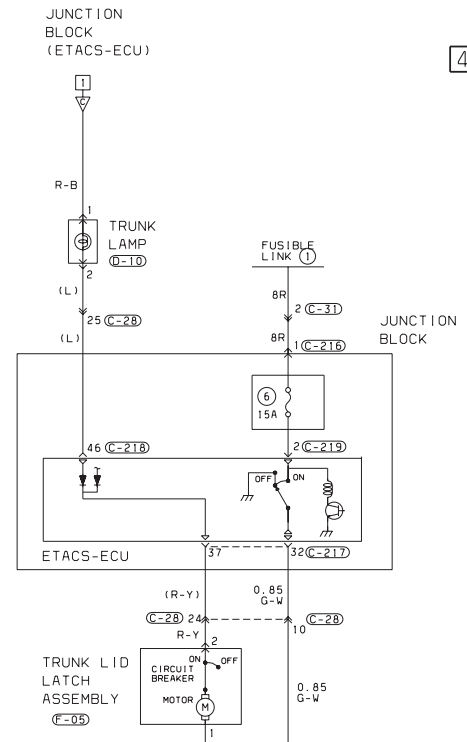 JUNCTION
BLOCK
(ETACS-ECU)
4
1
C
R-B
1
TRUNK
LAMP
D-10
2
(L)
25 C-28
(L)
FUSIBLE
LINK 1
8R
2 C-31
8R
1 C-216
JUNCTION
BLOCK
6
15A
46 C-218
2 C-219
OFF ON
ETACS-ECU
37
32 C-217
(R-Y)
0.85
G-W
C-28 24
10 C-28
R-Y
2
TRUNK LID
LATCH
ASSEMBLY
F-05
ON OFF
CIRCUIT
BREAKER
MOTOR M
1
0.85
G-W